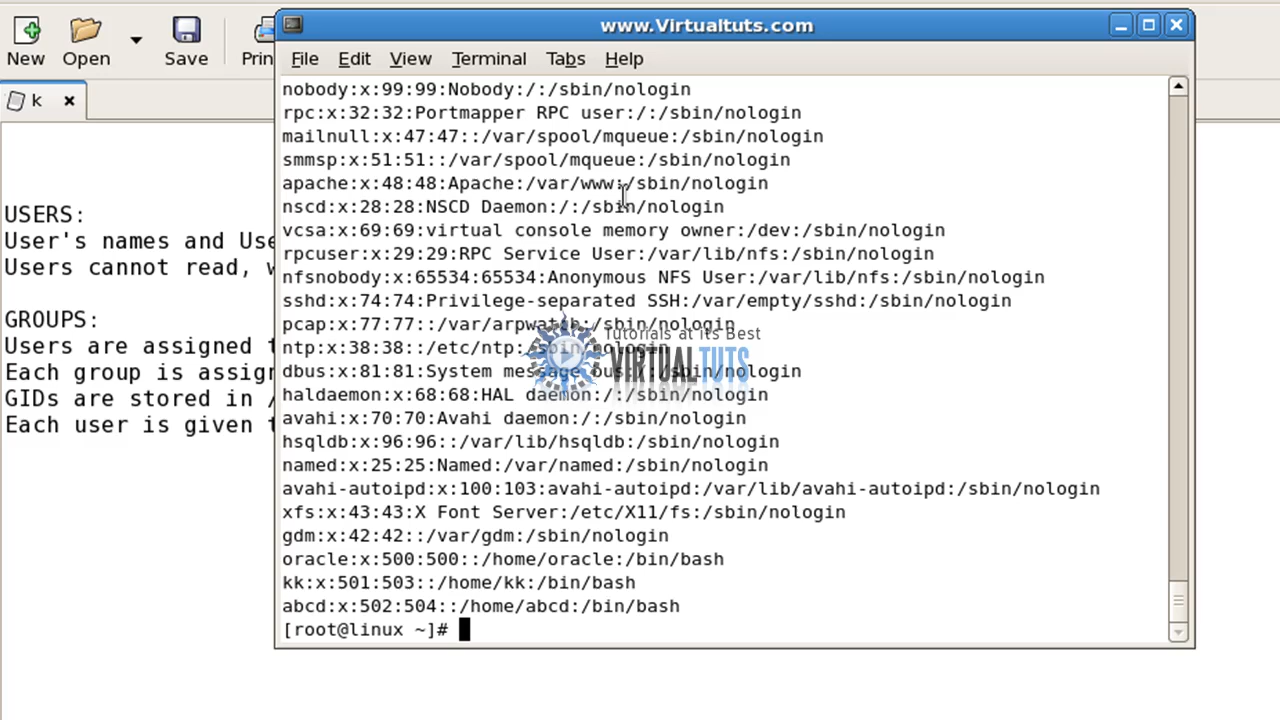 New Open Save Prin
k
USERS:
User's names and Use
Users cannot read, w
GROUPS:
Users are assigned t
Each group is assign
GIDs are stored in /
Each user is given t
www.Virtualtuts.com
File Edit View Terminal Tabs Help
nobody:x:99:99:Nobody:/:/sbin/nologin
rpc:x:32:32:Portmapper RPC user:/:/sbin/nologin
mailnull:x:47:47::/var/spool/mqueue:/sbin/nologin
smmsp:x:51:51::/var/spool/mqueue:/sbin/nologin
apache:x:48:48:Apache:/var/www:/sbin/nologin
nscd:x:28:28:NSCD Daemon:/:/sbin/nologin
vcsa:x:69:69:virtual console memory owner:/dev:/sbin/nologin
rpcuser:x:29:29:RPC Service User:/var/lib/nfs:/sbin/nologin
nfsnobody:x:65534:65534:Anonymous NFS User:/var/lib/nfs:/sbin/nologin
sshd:x:74:74:Privilege-separated SSH:/var/empty/sshd:/sbin/nologin
pcap:x:77:77::/var/arpwatch:/sbin/nologin
ntp:x:38:38::/etc/ntp:/sbin/nologin
dbus:x:81:81:System message bus:/:/sbin/nologin
haldaemon:x:68:68:HAL daemon:/:/sbin/nologin
avahi:x:70:70:Avahi daemon:/:/sbin/nologin
hsqldb:x:96:96::/var/lib/hsqldb:/sbin/nologin
named:x:25:25:Named:/var/named:/sbin/nologin
avahi-autoipd:x:100:103:avahi-autoipd:/var/lib/avahi-autoipd:/sbin/nologin
xfs:x:43:43:X Font Server:/etc/X11/fs:/sbin/nologin
gdm:x:42:42::/var/gdm:/sbin/nologin
oracle:x:500:500::/home/oracle:/bin/bash
kk:x:501:503::/home/kk:/bin/bash
abcd:x:502:504::/home/abcd:/bin/bash
[root@linux ~]#
Tutorials at its Best
VIRTUALTUTS